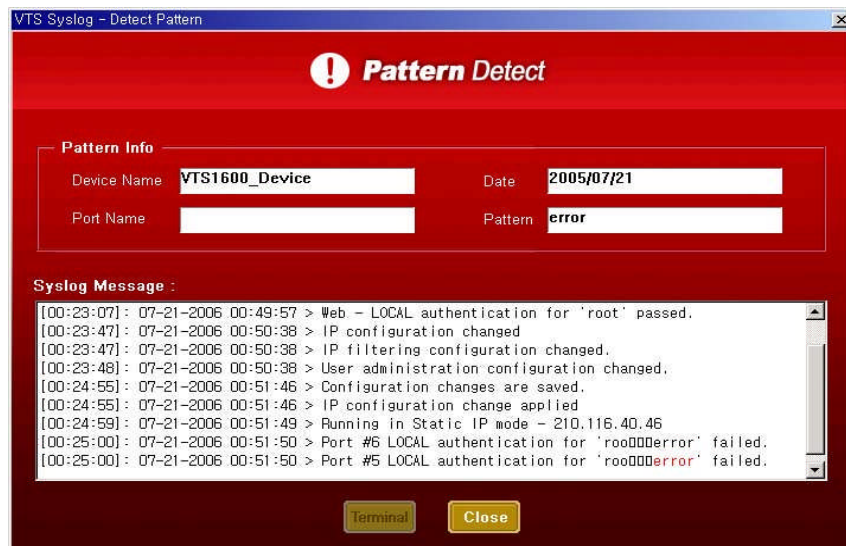 VTS Syslog - Detect Pattern
! Pattern Detect
Pattern Info
Device Name VTS1600_Device Date 2005/07/21
Port Name Pattern error
Syslog Message :
[00:23:07]: 07-21-2006 00:49:57 > Web - LOCAL authentication for 'root' passed.
[00:23:47]: 07-21-2006 00:50:38 > IP configuration changed
[00:23:47]: 07-21-2006 00:50:38 > IP filtering configuration changed.
[00:23:48]: 07-21-2006 00:50:38 > User administration configuration changed.
[00:24:55]: 07-21-2006 00:51:46 > Configuration changes are saved.
[00:24:55]: 07-21-2006 00:51:46 > IP configuration change applied
[00:24:59]: 07-21-2006 00:51:49 > Running in Static IP mode - 210.116.40.46
[00:25:00]: 07-21-2006 00:51:50 > Port #6 LOCAL authentication for 'roo▯▯▯error' failed.
[00:25:00]: 07-21-2006 00:51:50 > Port #5 LOCAL authentication for 'roo▯▯▯error' failed.
Terminal Close